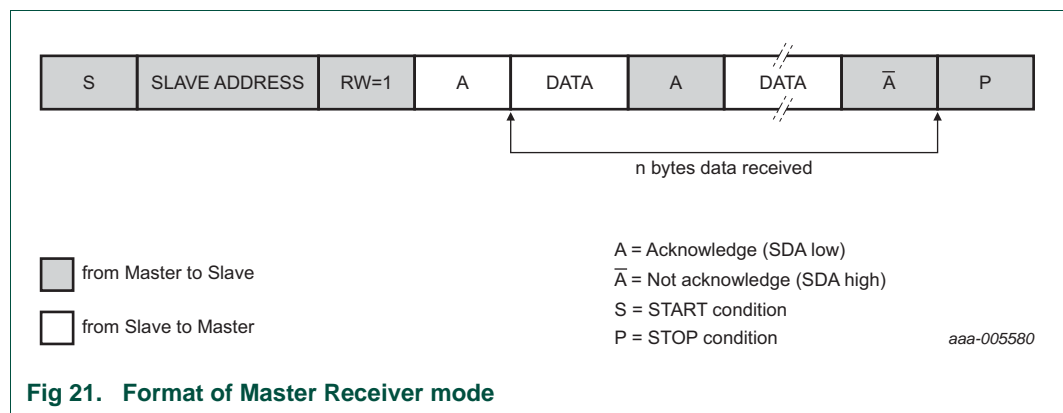 S SLAVE ADDRESS RW=1 A DATA A DATA A̅ P
n bytes data received
from Master to Slave
from Slave to Master
A = Acknowledge (SDA low)
A̅ = Not acknowledge (SDA high)
S = START condition
P = STOP condition
aaa-005580
Fig 21. Format of Master Receiver mode